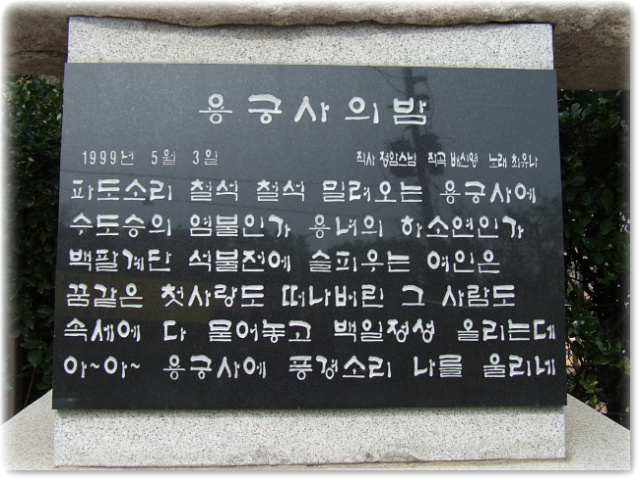 용궁사의밤
1999년 5월 3일 작사 정암스님 작곡 배신영 노래 최유나
파도소리 철석 철석 밀려오는 용궁사에
수도승의 염불인가 용녀의 하소연인가
백팔계단 석불전에 슬피우는 여인은
꿈같은 첫사랑도 떠나버린 그 사람도
속세에 다 묻어놓고 백일정성 올리는데
아~아~ 용궁사에 풍경소리 나를 울리네